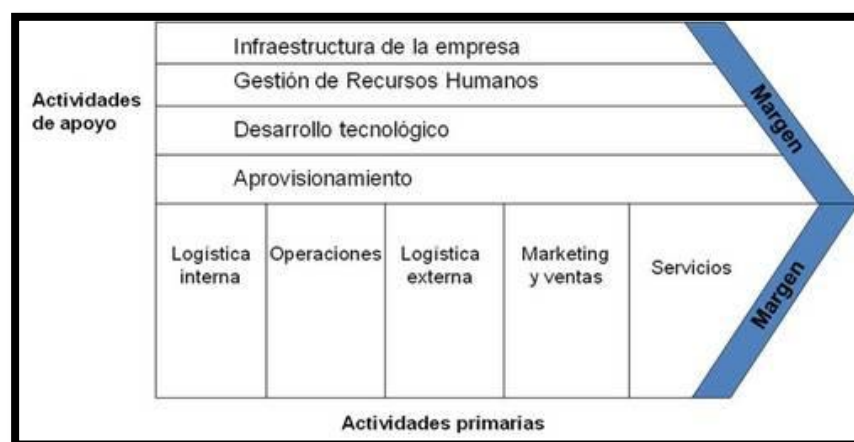 Infraestructura de la empresa
Gestión de Recursos Humanos
Actividades
de apoyo
Desarrollo tecnológico
Aprovisionamiento
Margen
Logística
interna
Operaciones
Logística
externa
Marketing
y ventas
Servicios
Margen
Actividades primarias